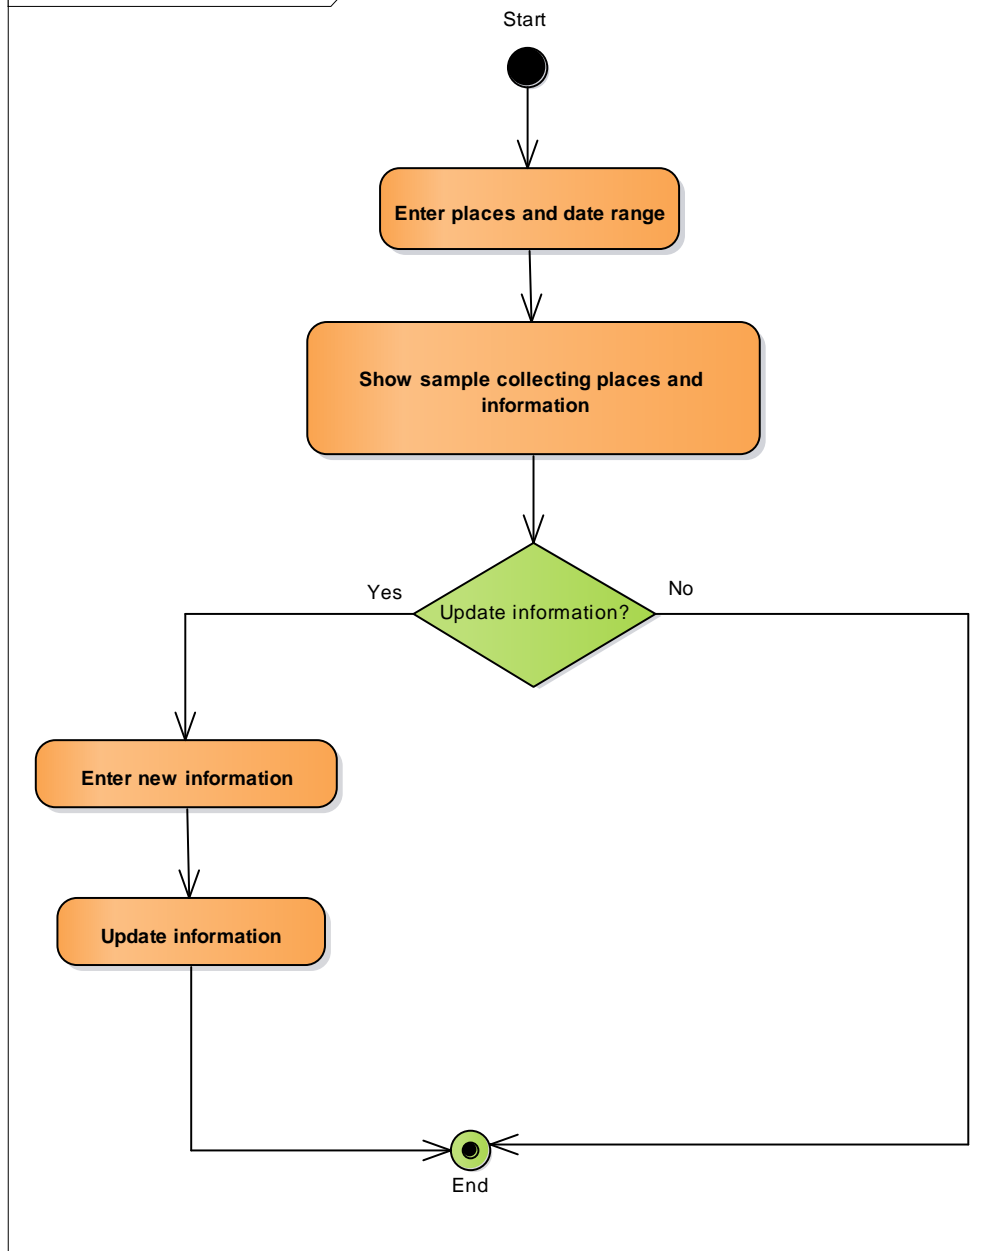 Start
Enter places and date range
Show sample collecting places and
information
Yes
No
Update information?
Enter new information
Update information
End